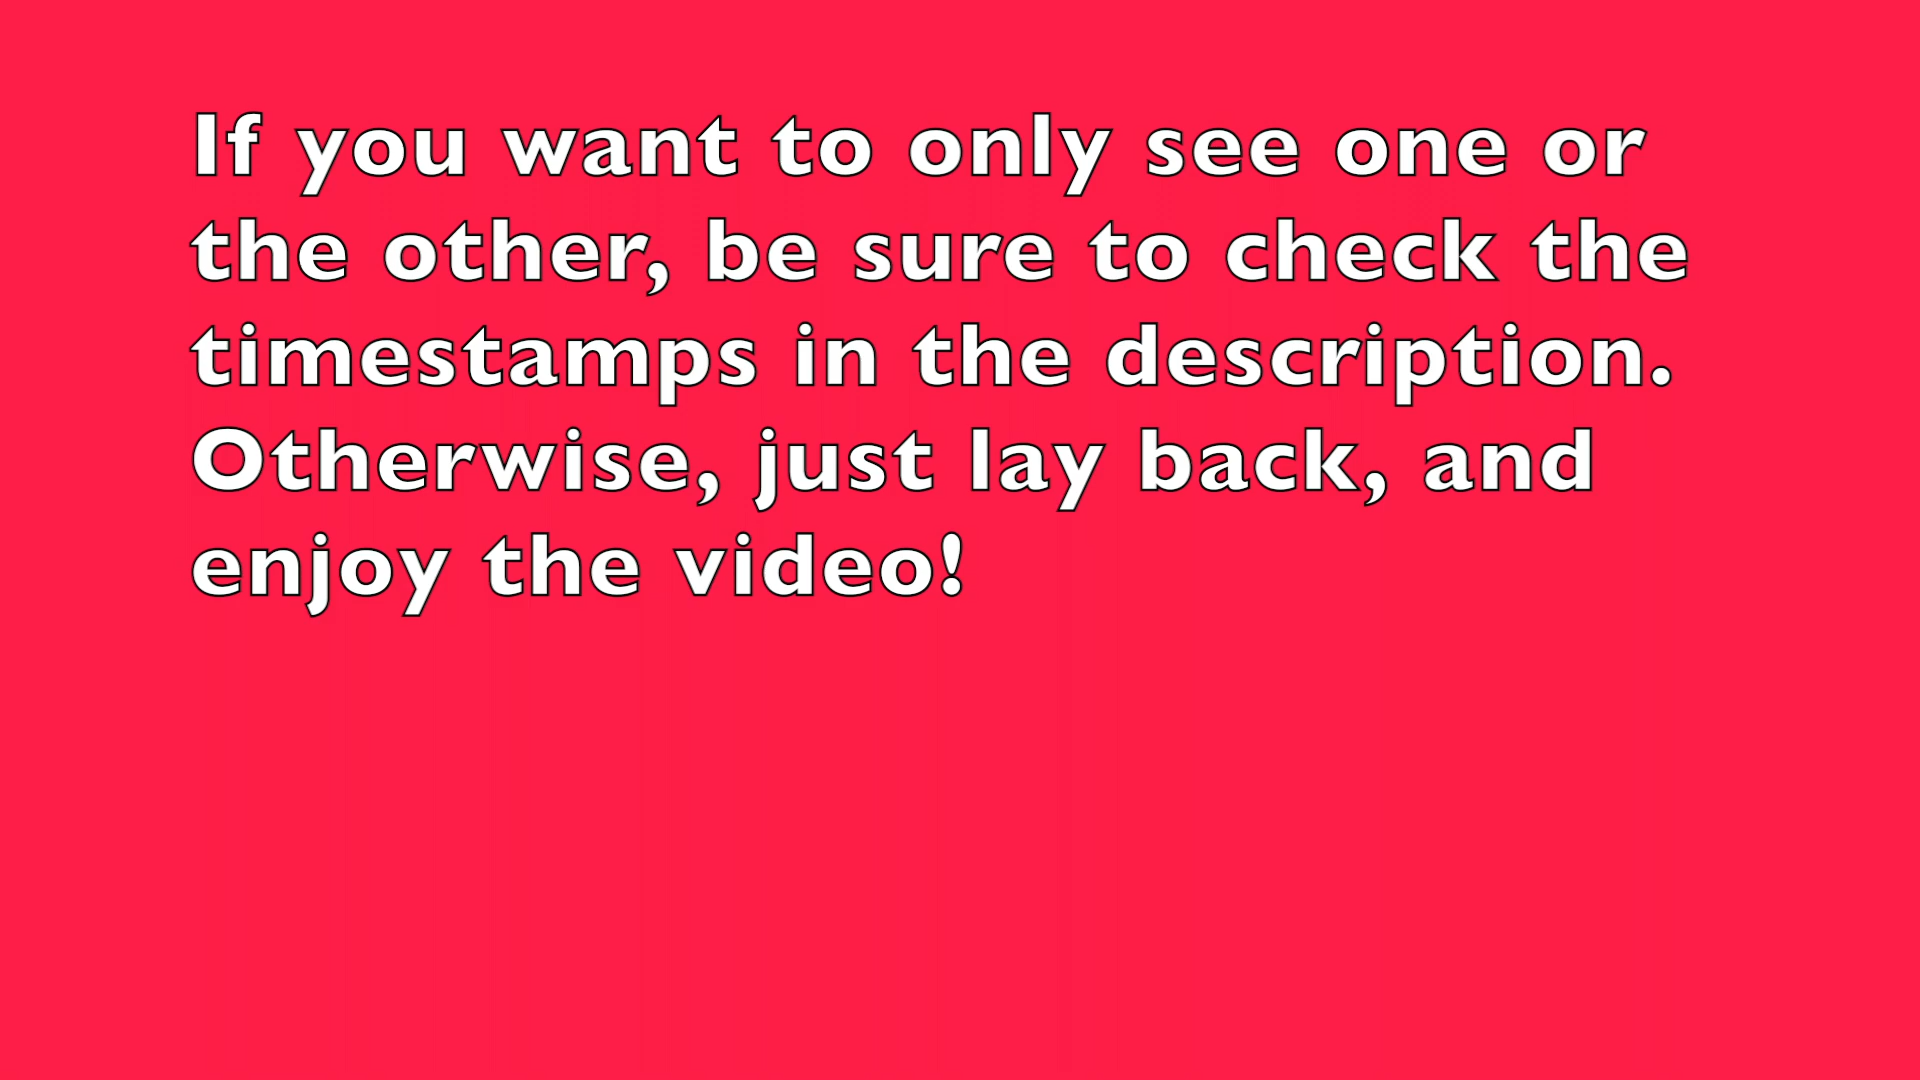 If you want to only see one or
the other, be sure to check the
timestamps in the description.
Otherwise, just lay back, and
enjoy the video!